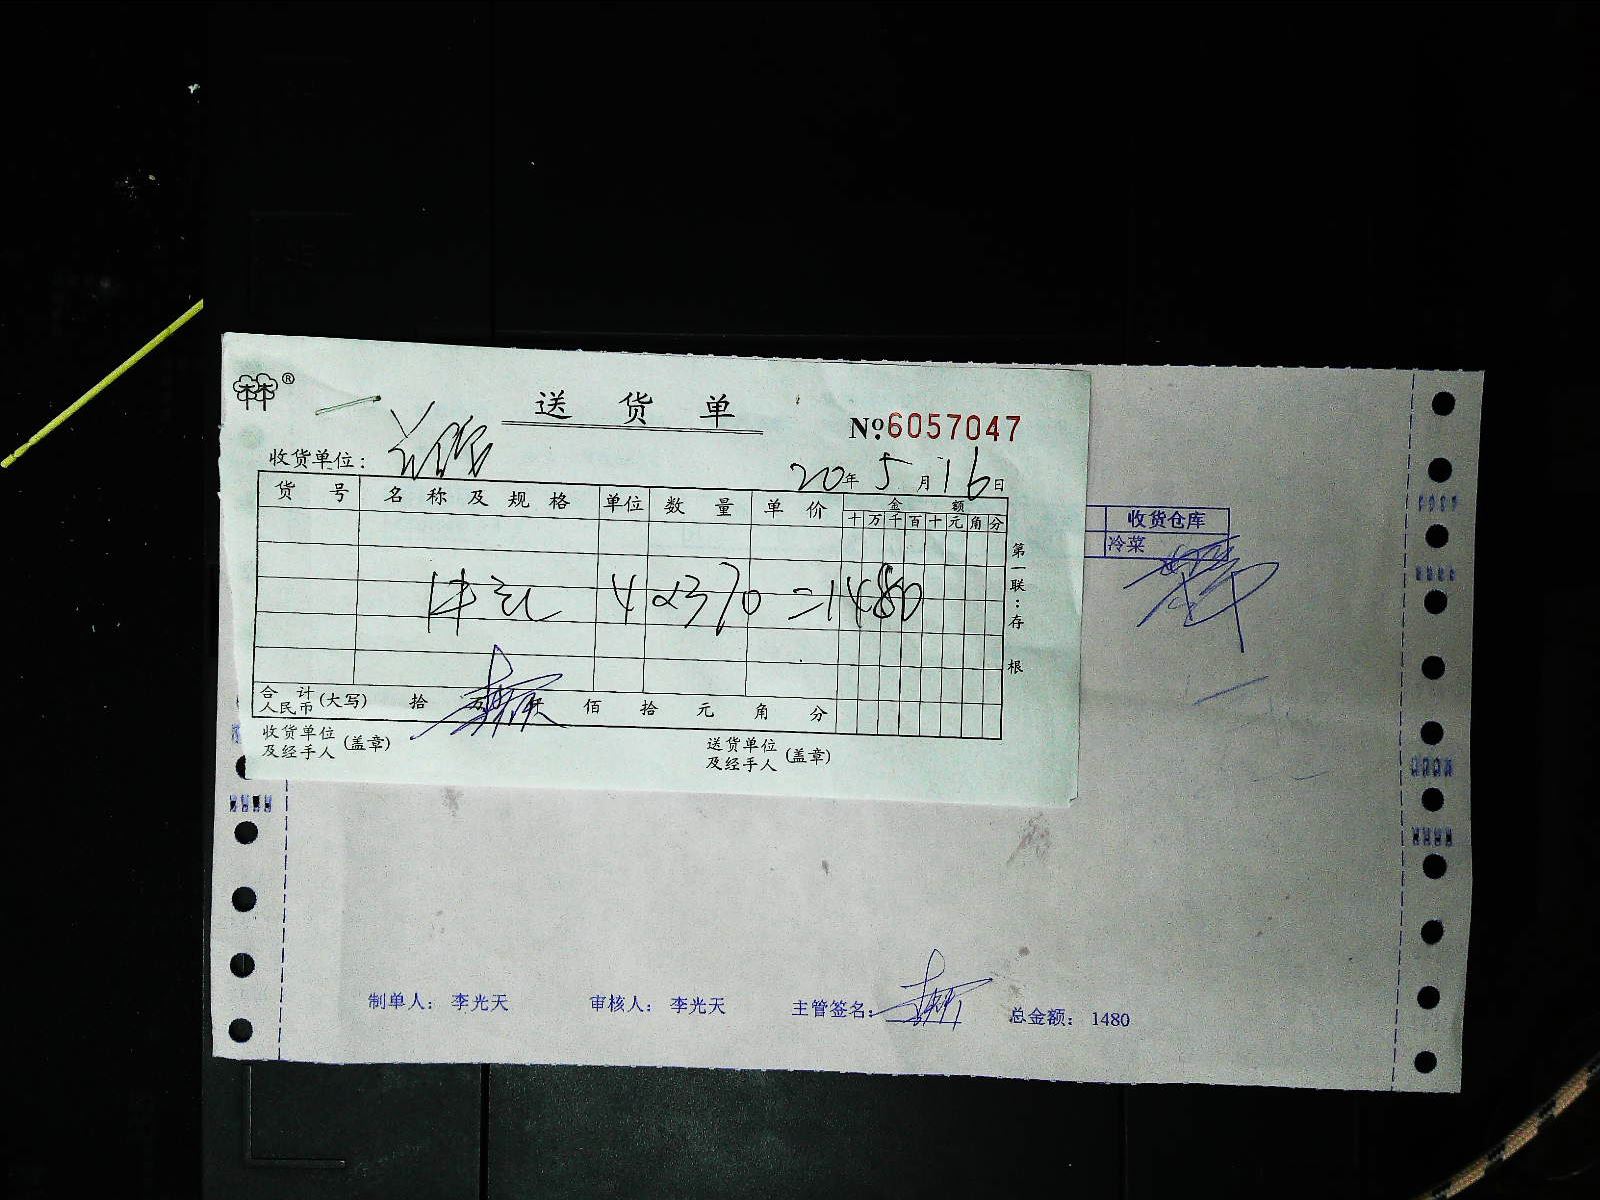 林林®
送 货 单
№6057047
收货单位：
20年5月16日
货 号 名 称 及 规 格 单位 数 量 单 价 金 额
十 万 千 百 十 元 角 分
4 × 370 = 1480
合 计 人民币 (大写) 拾 万 仟 佰 拾 元 角 分
收货单位及经手人 (盖章) 送货单位及经手人 (盖章)
第一联：存根
收货仓库
冷菜
制单人： 李光天 审核人： 李光天 主管签名： 总金额： 1480